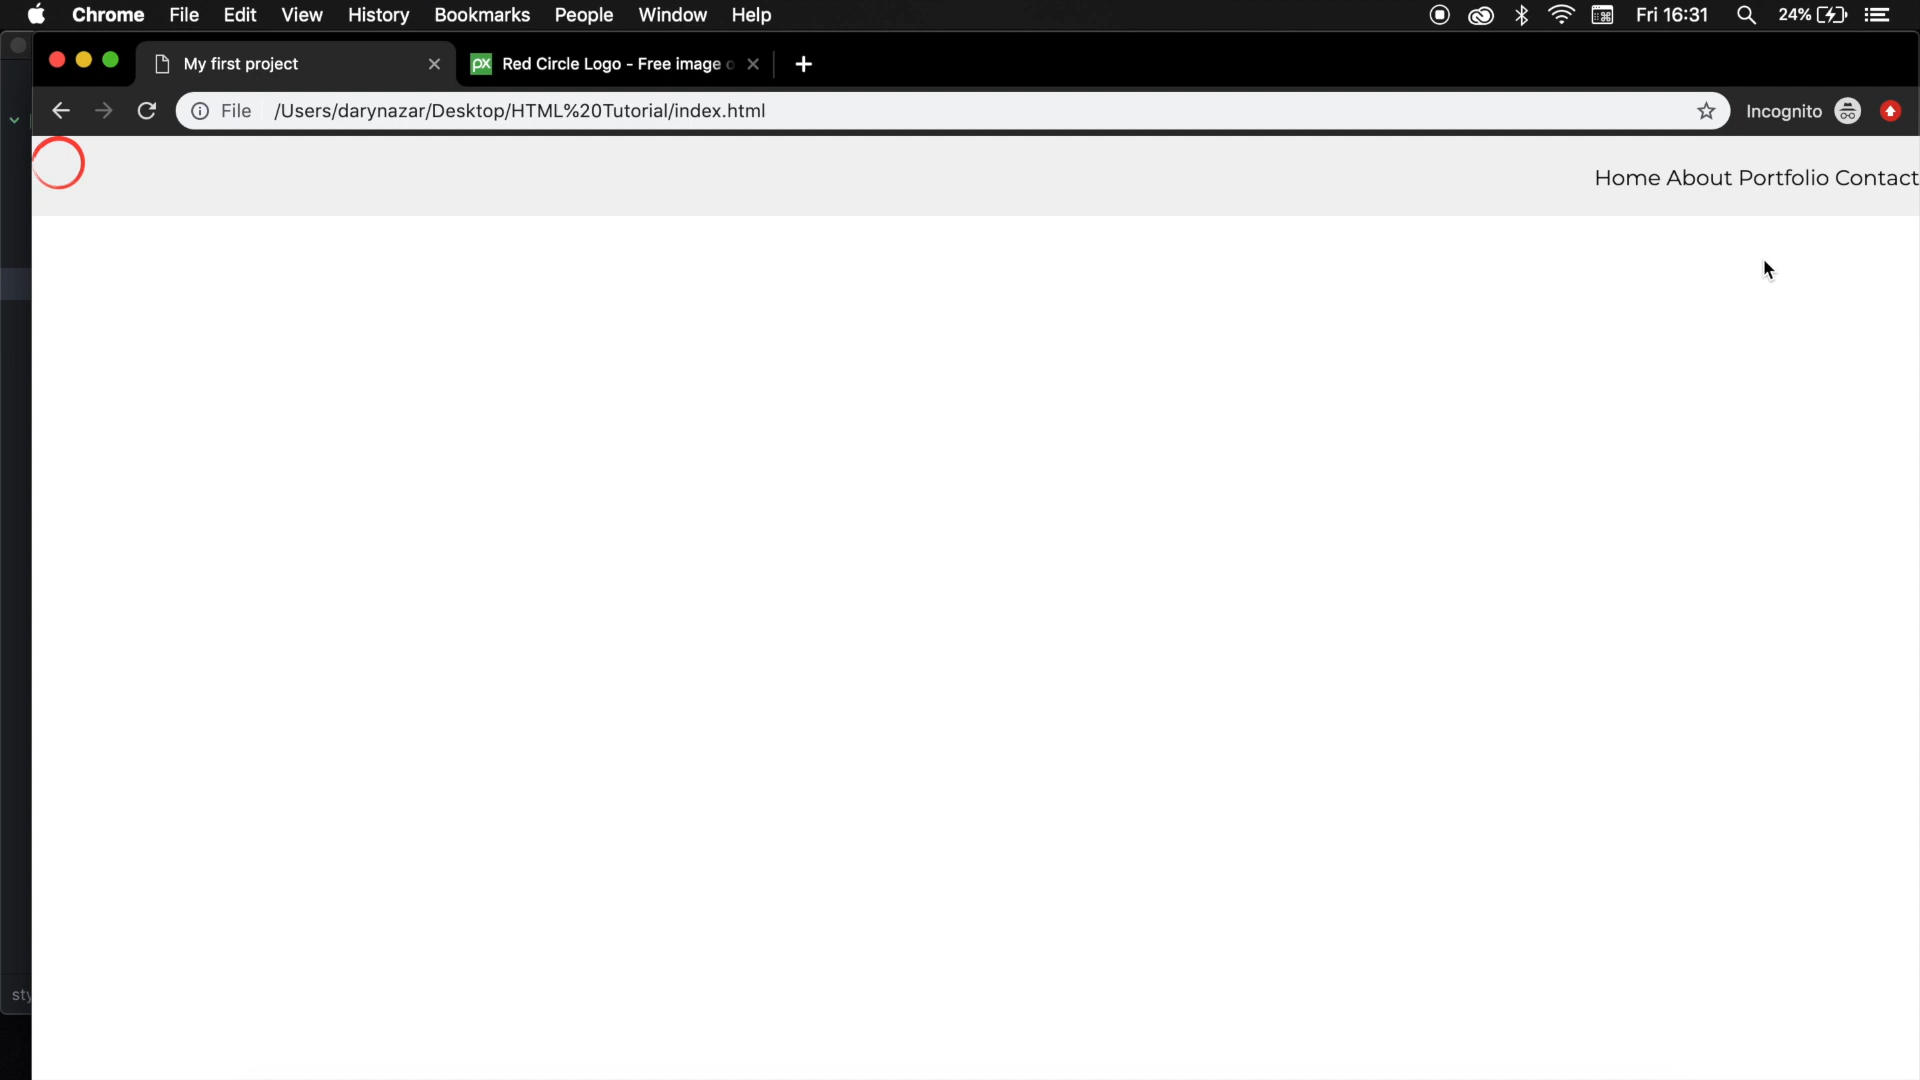 Chrome File Edit View History Bookmarks People Window Help Fri 16:31 24%
My first project
px Red Circle Logo - Free image
File /Users/darynazar/Desktop/HTML%20Tutorial/index.html Incognito
Home About Portfolio Contact